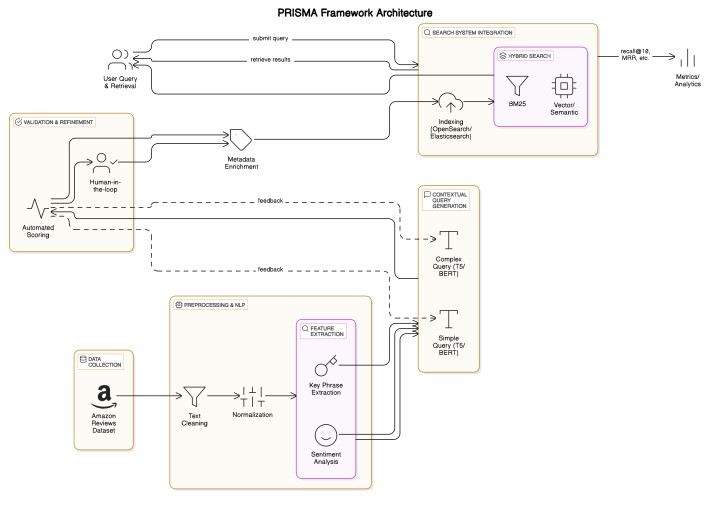 PRISMA Framework Architecture
SEARCH SYSTEM INTEGRATION
submit query
retrieve results
User Query
& Retrieval
HYBRID SEARCH
BM25
Vector/
Semantic
Indexing
(OpenSearch/
Elasticsearch)
recall@10,
MRR, etc.
Metrics/
Analytics
VALIDATION & REFINEMENT
Human-in-
the-loop
Automated
Scoring
Metadata
Enrichment
feedback
feedback
CONTEXTUAL
QUERY
GENERATION
Complex
Query (T5/
BERT)
Simple
Query (T5/
BERT)
PREPROCESSING & NLP
FEATURE
EXTRACTION
Key Phrase
Extraction
Sentiment
Analysis
Text
Cleaning
Normalization
DATA
COLLECTION
a
Amazon
Reviews
Dataset